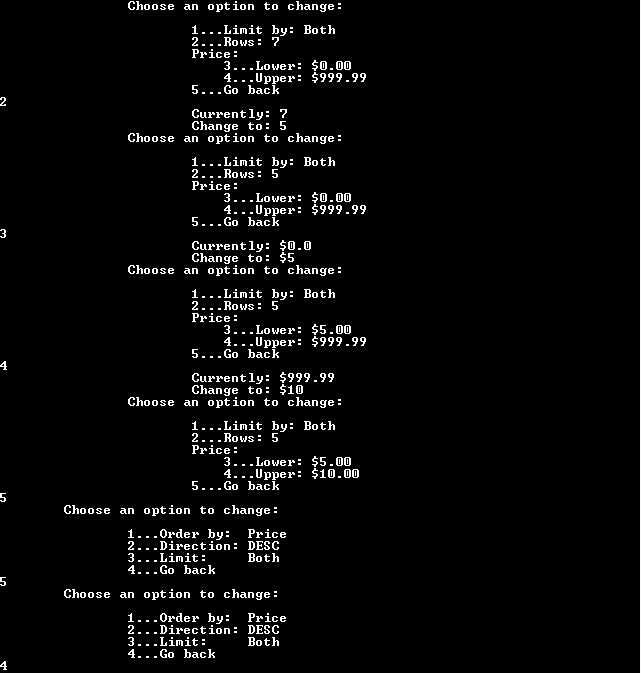 Choose an option to change:
1...Limit by: Both
2...Rows: 7
Price:
3...Lower: $0.00
4...Upper: $999.99
5...Go back
2
Currently: 7
Change to: 5
Choose an option to change:
1...Limit by: Both
2...Rows: 5
Price:
3...Lower: $0.00
4...Upper: $999.99
5...Go back
3
Currently: $0.0
Change to: $5
Choose an option to change:
1...Limit by: Both
2...Rows: 5
Price:
3...Lower: $5.00
4...Upper: $999.99
5...Go back
4
Currently: $999.99
Change to: $10
Choose an option to change:
1...Limit by: Both
2...Rows: 5
Price:
3...Lower: $5.00
4...Upper: $10.00
5...Go back
5
Choose an option to change:
1...Order by:  Price
2...Direction: DESC
3...Limit:     Both
4...Go back
5
Choose an option to change:
1...Order by:  Price
2...Direction: DESC
3...Limit:     Both
4...Go back
4